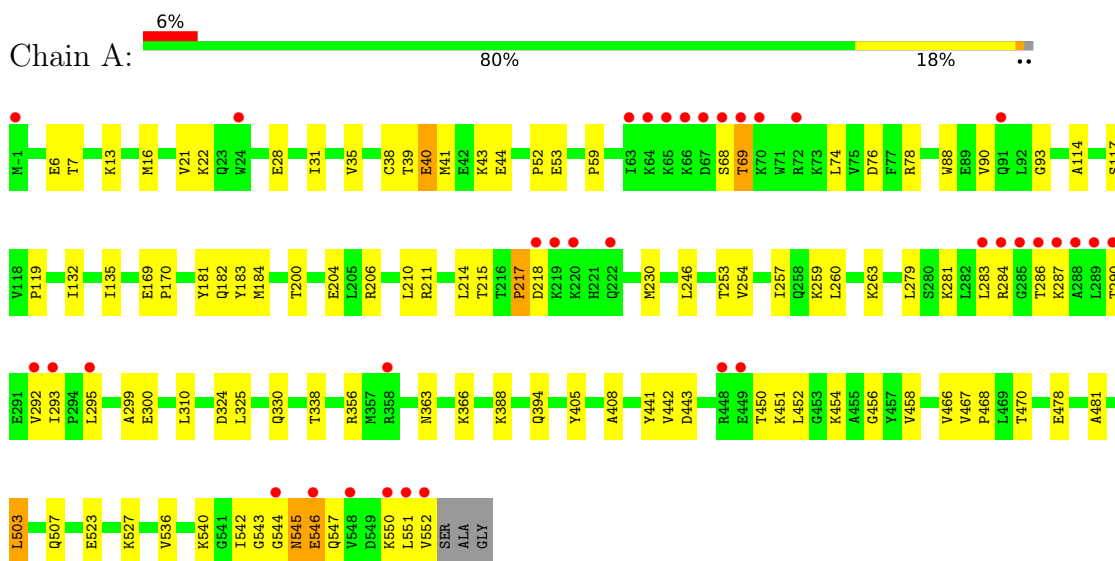 6%
Chain A:
80% 18% ••
M-1 E6 T7 K13 M16 V21 K22 Q23 W24 E28 I31 V35 C38 T39 E40 M41 E42 K43 E44 P52 E53 P59 I63 K64 K65 K66 D67 S68 T69 K70 W71 R72 K73 L74 V75 D76 F77 R78 W88 E89 V90 Q91 L92 G93 A114 S117
V118 P119 I132 I135 E169 P170 Y181 Q182 Y183 M184 T200 E204 L205 R206 L210 R211 L214 T215 T216 P217 D218 K219 K220 H221 Q222 M230 L246 T253 V254 I257 Q258 K259 L260 K263 L279 S280 K281 L282 L283 R284 G285 T286 K287 A288 L289 T290
E291 V292 I293 P294 L295 A299 E300 L310 D324 L325 Q330 T338 R356 M357 R358 N363 K366 K388 Q394 Y405 A408 Y441 V442 D443 R448 E449 T450 K451 L452 G453 K454 A455 G456 Y457 V458 V466 V467 P468 L469 T470 E478 A481
L503 Q507 E523 K527 V536 K540 G541 I542 G543 G544 N545 E546 Q547 V548 D549 K550 L551 V552 SER ALA GLY